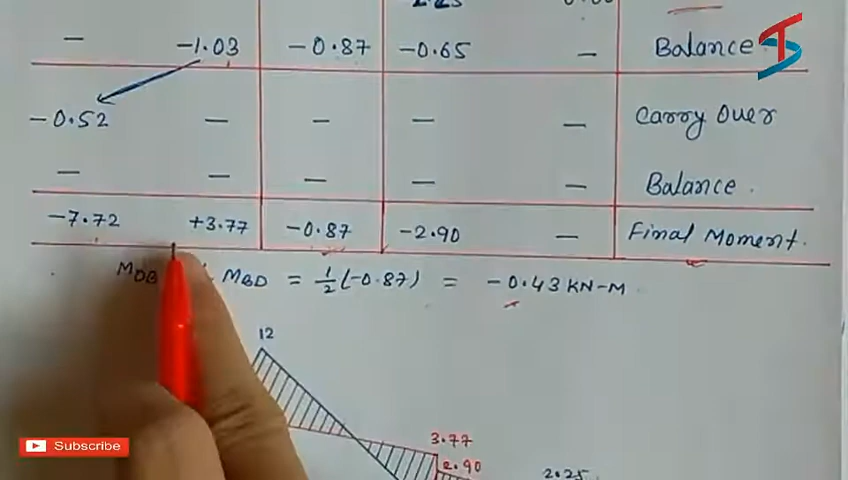 — -1.03 -0.87 -0.65 — Balance TS
-0.52 — — — — Carry Over
— — — — — Balance.
-7.72 +3.77 -0.87 -2.90 — Final Moment.
MDB MBD = 1/2 (-0.87) = -0.43 KN-M
12
3.77
2.90 2.25
Subscribe